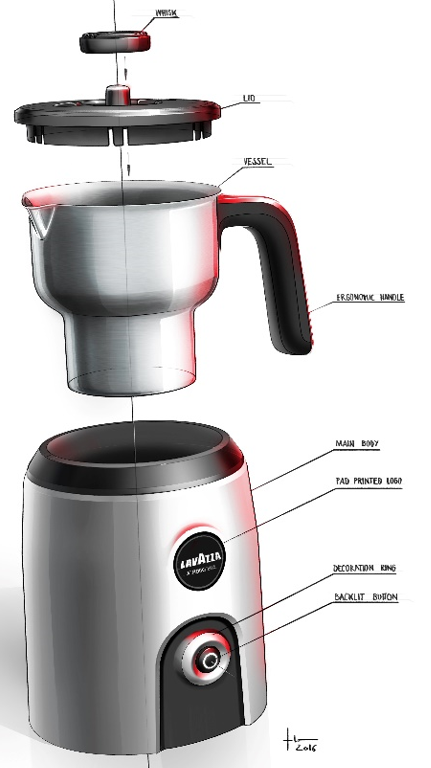 WHISK
LID
VESSEL
ERGONOMIC HANDLE
MAIN BODY
PAD PRINTED LOGO
LAVAZZA
DECORATION RING
BACKLIT BUTTON
2016